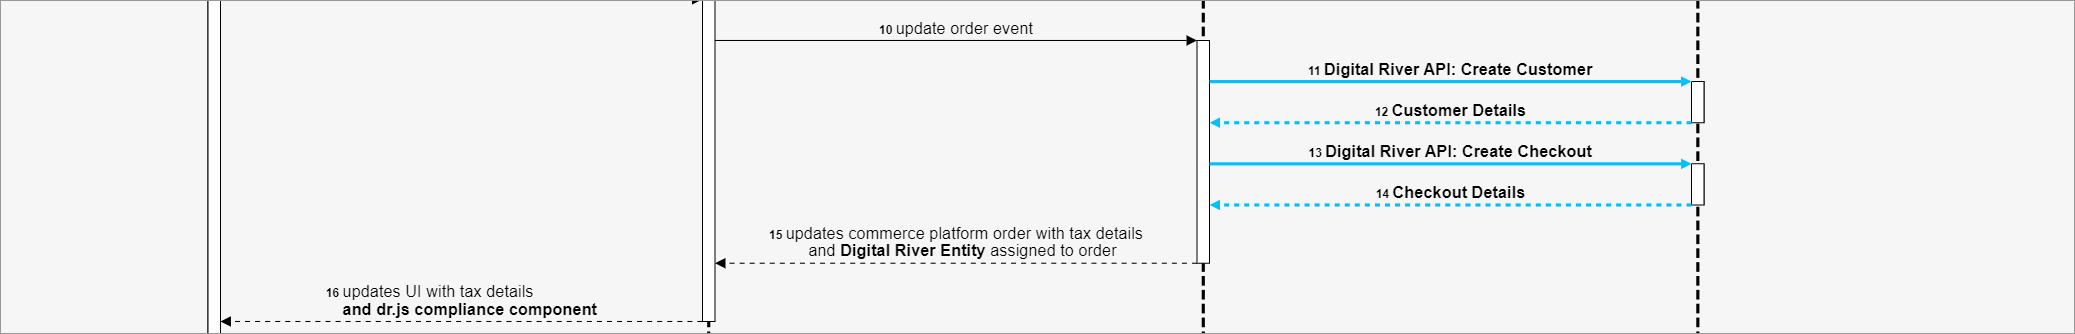 10 update order event
11 Digital River API: Create Customer
12 Customer Details
13 Digital River API: Create Checkout
14 Checkout Details
15 updates commerce platform order with tax details
and Digital River Entity assigned to order
16 updates UI with tax details
and dr.js compliance component